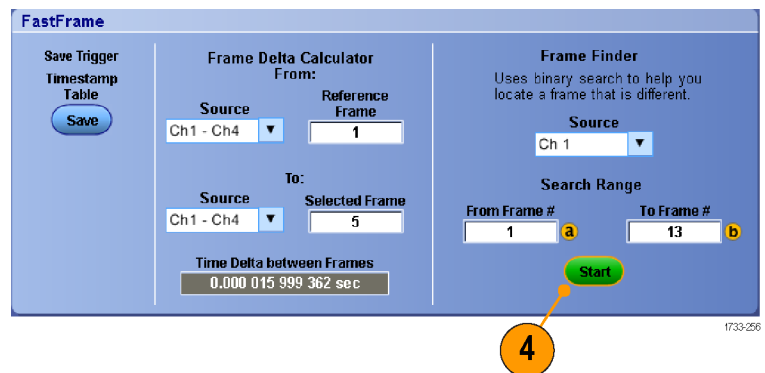 FastFrame
Save Trigger
Timestamp
Table
Save
Frame Delta Calculator
From:
Source
Reference
Frame
Ch1 - Ch4
1
To:
Source
Selected Frame
Ch1 - Ch4
5
Time Delta between Frames
0.000 015 999 362 sec
Frame Finder
Uses binary search to help you
locate a frame that is different.
Source
Ch 1
Search Range
From Frame #
To Frame #
1
a
13
b
Start
4
1733-256